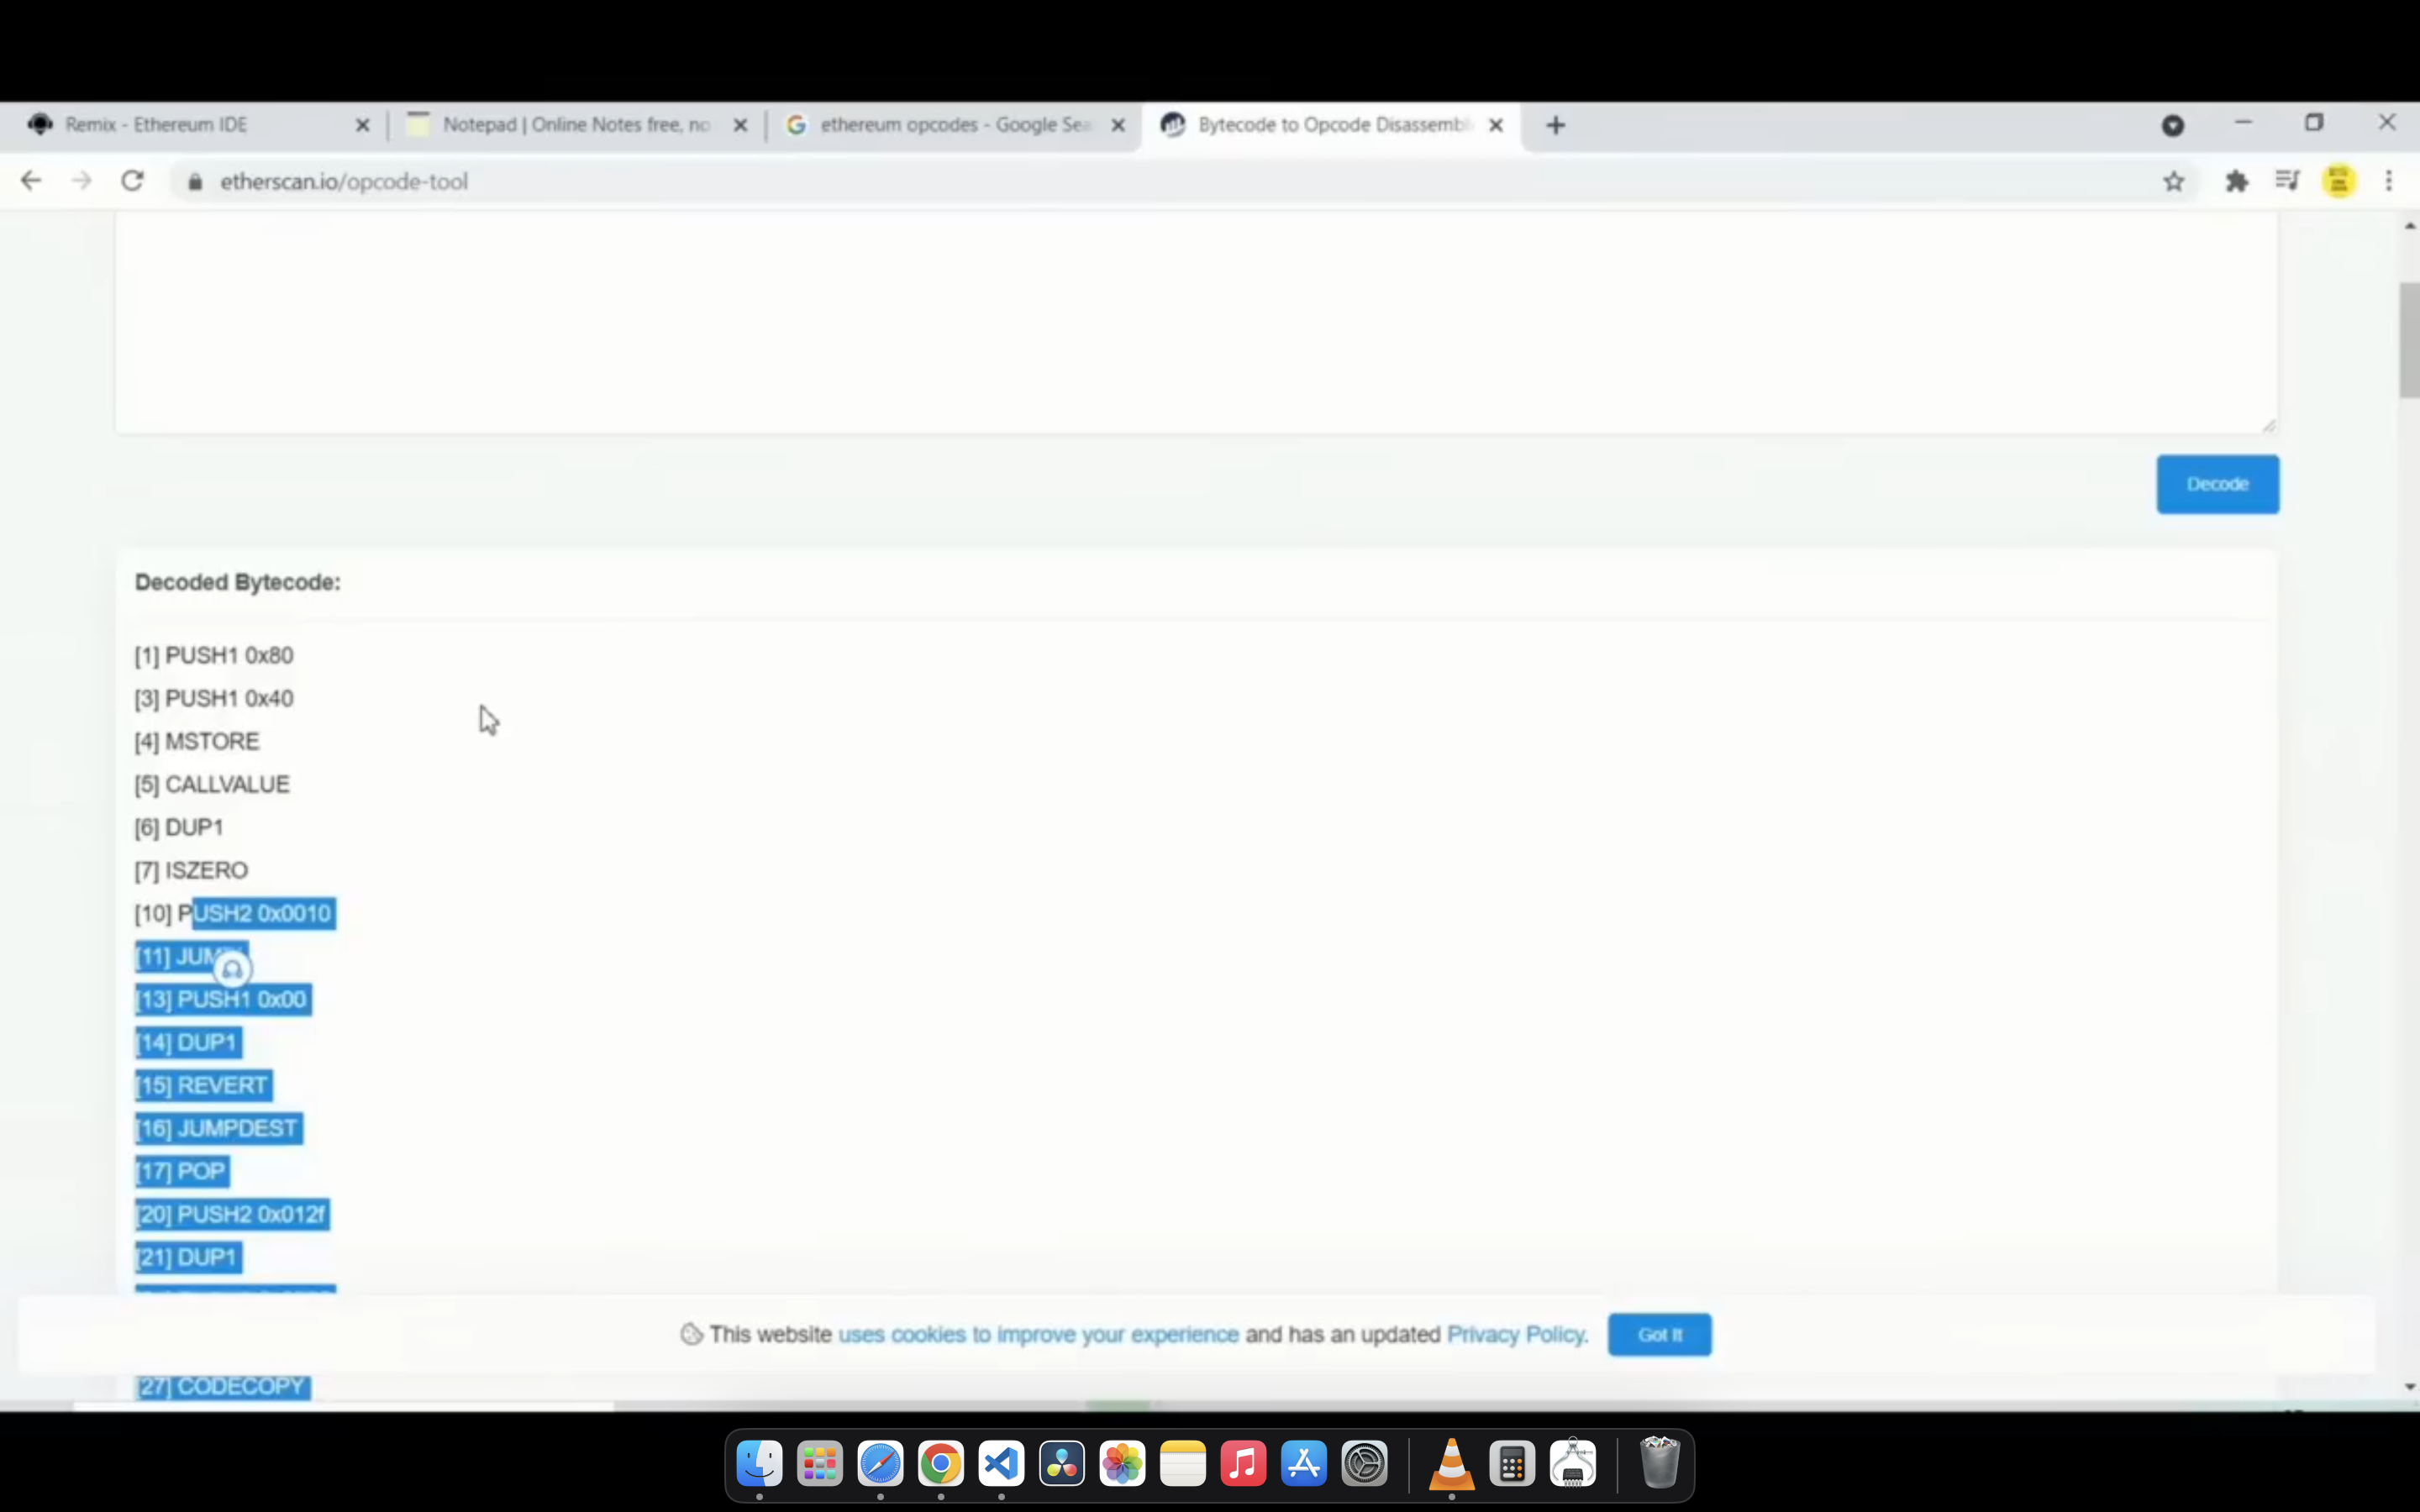 Remix - Ethereum IDE
Notepad | Online Notes free, no
ethereum opcodes - Google Sea
Bytecode to Opcode Disassembl
etherscan.io/opcode-tool
Decode
Decoded Bytecode:
[1] PUSH1 0x80
[3] PUSH1 0x40
[4] MSTORE
[5] CALLVALUE
[6] DUP1
[7] ISZERO
[10] PUSH2 0x0010
[11] JUM
[13] PUSH1 0x00
[14] DUP1
[15] REVERT
[16] JUMPDEST
[17] POP
[20] PUSH2 0x012f
[21] DUP1
This website uses cookies to improve your experience and has an updated Privacy Policy.
Got It
[27] CODECOPY